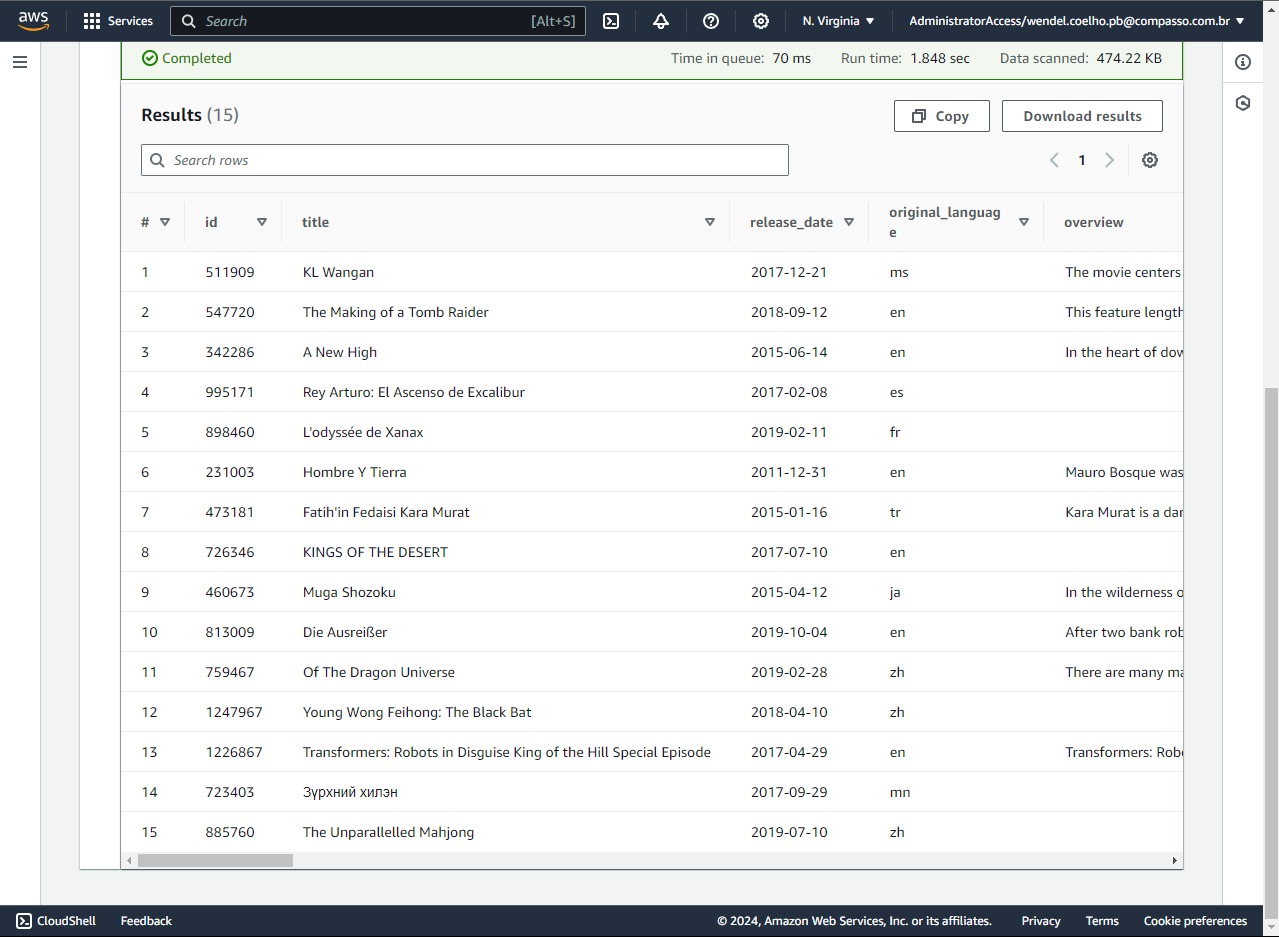 aws Services Search [Alt+S] N. Virginia AdministratorAccess/wendel.coelho.pb@compasso.com.br
Completed Time in queue: 70 ms Run time: 1.848 sec Data scanned: 474.22 KB
Results (15) Copy Download results
Search rows 1
# id title release_date original_languag
e overview
1 511909 KL Wangan 2017-12-21 ms The movie centers
2 547720 The Making of a Tomb Raider 2018-09-12 en This feature length
3 342286 A New High 2015-06-14 en In the heart of dow
4 995171 Rey Arturo: El Ascenso de Excalibur 2017-02-08 es
5 898460 L'odyssée de Xanax 2019-02-11 fr
6 231003 Hombre Y Tierra 2011-12-31 en Mauro Bosque was
7 473181 Fatih'in Fedaisi Kara Murat 2015-01-16 tr Kara Murat is a dar
8 726346 KINGS OF THE DESERT 2017-07-10 en
9 460673 Muga Shozoku 2015-04-12 ja In the wilderness o
10 813009 Die Ausreißer 2019-10-04 en After two bank rob
11 759467 Of The Dragon Universe 2019-02-28 zh There are many ma
12 1247967 Young Wong Feihong: The Black Bat 2018-04-10 zh
13 1226867 Transformers: Robots in Disguise King of the Hill Special Episode 2017-04-29 en Transformers: Robo
14 723403 Зүрхний хилэн 2017-09-29 mn
15 885760 The Unparallelled Mahjong 2019-07-10 zh
CloudShell Feedback © 2024, Amazon Web Services, Inc. or its affiliates. Privacy Terms Cookie preferences